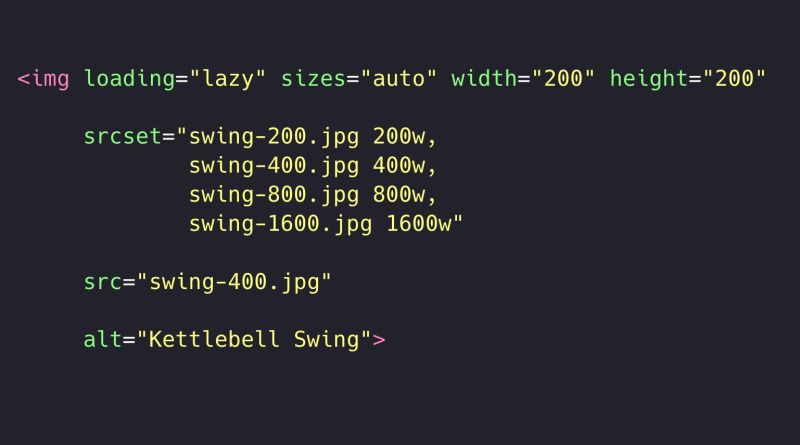 <img loading="lazy" sizes="auto" width="200" height="200"
srcset="swing-200.jpg 200w,
swing-400.jpg 400w,
swing-800.jpg 800w,
swing-1600.jpg 1600w"
src="swing-400.jpg"
alt="Kettlebell Swing">